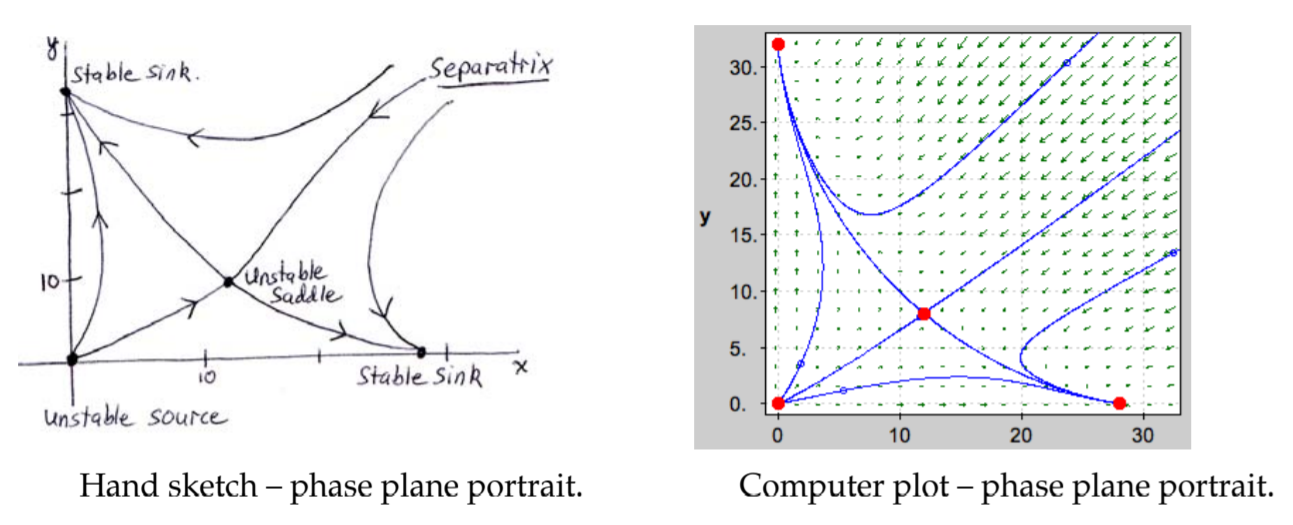 y
Stable sink.
Separatrix
10
Unstable
Saddle
10
Stable sink
x
Unstable source
Hand sketch – phase plane portrait.
y
30.
25.
20.
15.
10.
5.
0.
0 10 20 30
Computer plot – phase plane portrait.